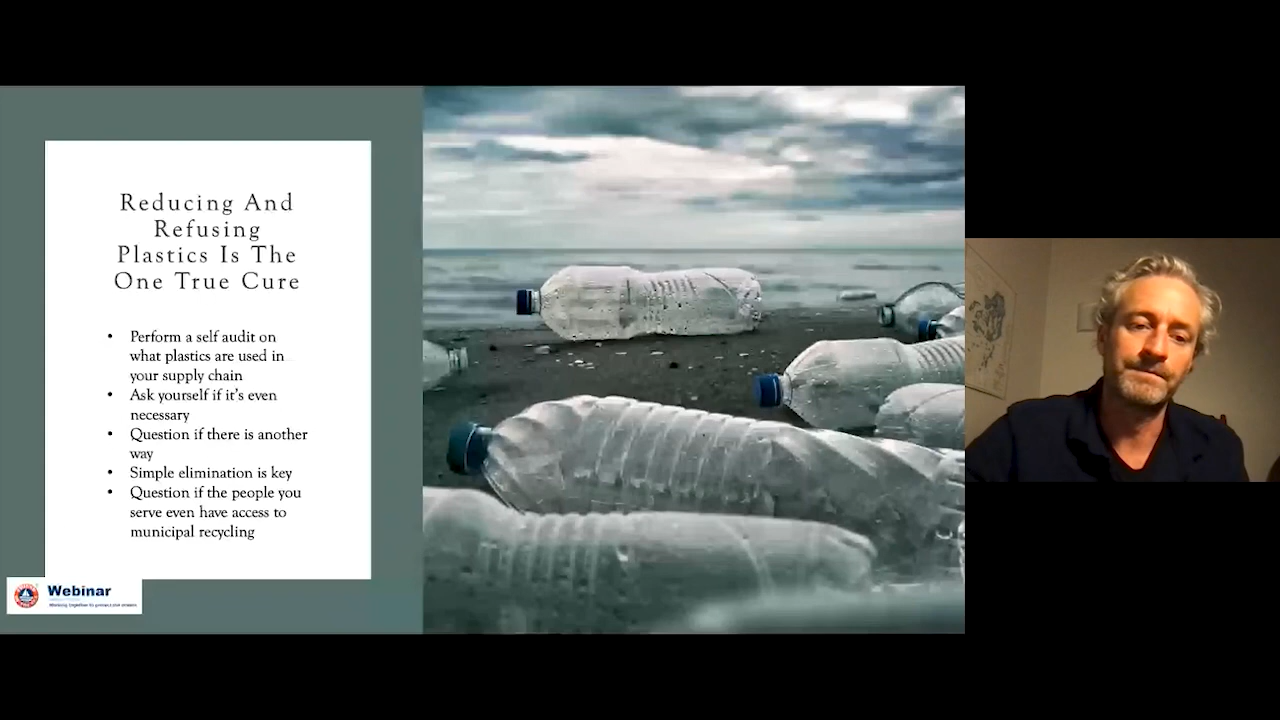 Reducing And
Refusing
Plastics Is The
One True Cure
• Perform a self audit on
what plastics are used in
your supply chain
• Ask yourself if it's even
necessary
• Question if there is another
way
• Simple elimination is key
• Question if the people you
serve even have access to
municipal recycling
Webinar